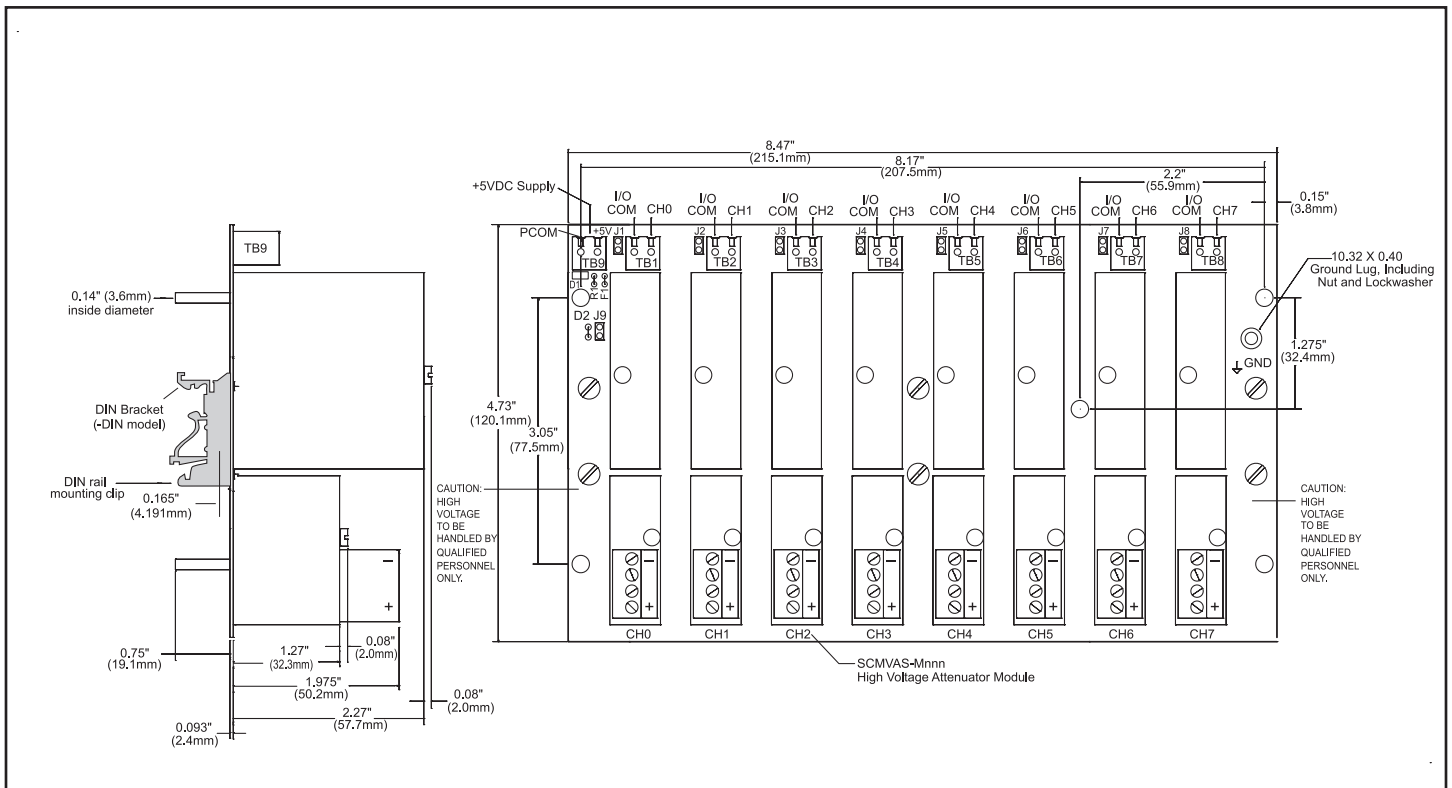 8.47"
(215.1mm)
8.17"
(207.5mm)
2.2"
(55.9mm)
0.15"
(3.8mm)
+5VDC Supply
I/O
COM CH0
I/O
COM CH1
I/O
COM CH2
I/O
COM CH3
I/O
COM CH4
I/O
COM CH5
I/O
COM CH6
I/O
COM CH7
PCOM
+5V
J1
J2
J3
J4
J5
J6
J7
J8
TB9
TB9
TB1
TB2
TB3
TB4
TB5
TB6
TB7
TB8
D1
R1
F1
D2 J9
10.32 X 0.40
Ground Lug, Including
Nut and Lockwasher
GND
1.275"
(32.4mm)
0.14" (3.6mm)
inside diameter
DIN Bracket
(-DIN model)
DIN rail
mounting clip
0.165"
(4.191mm)
4.73"
(120.1mm)
3.05"
(77.5mm)
CAUTION:
HIGH
VOLTAGE
TO BE
HANDLED BY
QUALIFIED
PERSONNEL
ONLY.
CAUTION:
HIGH
VOLTAGE
TO BE
HANDLED BY
QUALIFIED
PERSONNEL
ONLY.
−
+
− − − − − − − −
+ + + + + + + +
CH0 CH1 CH2 CH3 CH4 CH5 CH6 CH7
SCMVAS-Mnnn
High Voltage Attenuator Module
0.75"
(19.1mm)
1.27"
(32.3mm)
0.08"
(2.0mm)
1.975"
(50.2mm)
2.27"
(57.7mm)
0.08"
(2.0mm)
0.093"
(2.4mm)